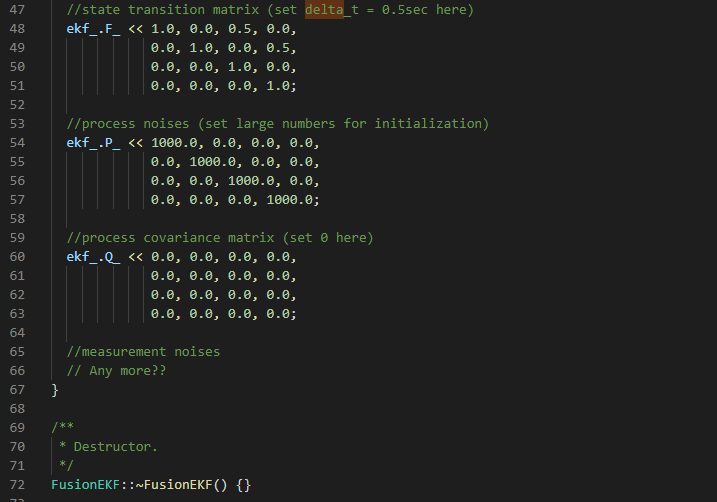 47 //state transition matrix (set delta_t = 0.5sec here)
48 ekf_.F_ << 1.0, 0.0, 0.5, 0.0,
49 0.0, 1.0, 0.0, 0.5,
50 0.0, 0.0, 1.0, 0.0,
51 0.0, 0.0, 0.0, 1.0;
52
53 //process noises (set large numbers for initialization)
54 ekf_.P_ << 1000.0, 0.0, 0.0, 0.0,
55 0.0, 1000.0, 0.0, 0.0,
56 0.0, 0.0, 1000.0, 0.0,
57 0.0, 0.0, 0.0, 1000.0;
58
59 //process covariance matrix (set 0 here)
60 ekf_.Q_ << 0.0, 0.0, 0.0, 0.0,
61 0.0, 0.0, 0.0, 0.0,
62 0.0, 0.0, 0.0, 0.0,
63 0.0, 0.0, 0.0, 0.0;
64
65 //measurement noises
66 // Any more??
67 }
68
69 /**
70 * Destructor.
71 */
72 FusionEKF::~FusionEKF() {}